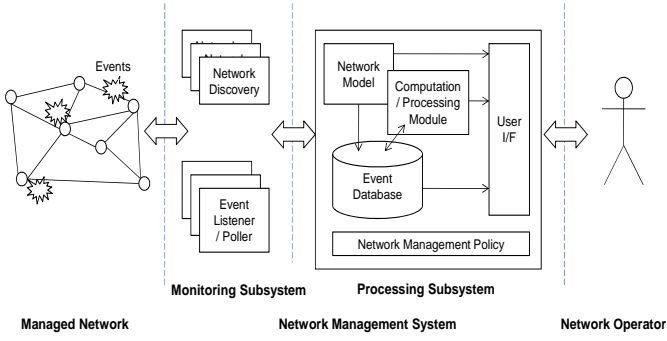 Events
Network
Discovery
Event
Listener
/ Poller
Network
Model
Computation
/ Processing
Module
User
I/F
Event
Database
Network Management Policy
Monitoring Subsystem
Processing Subsystem
Managed Network
Network Management System
Network Operator